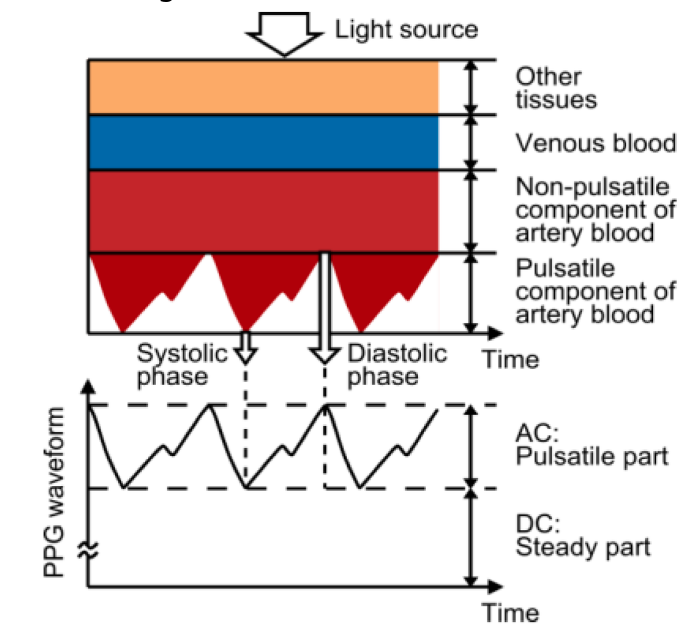 Light source
Other
tissues
Venous blood
Non-pulsatile
component of
artery blood
Pulsatile
component of
artery blood
Systolic
phase
Diastolic
phase
Time
PPG waveform
AC:
Pulsatile part
DC:
Steady part
Time